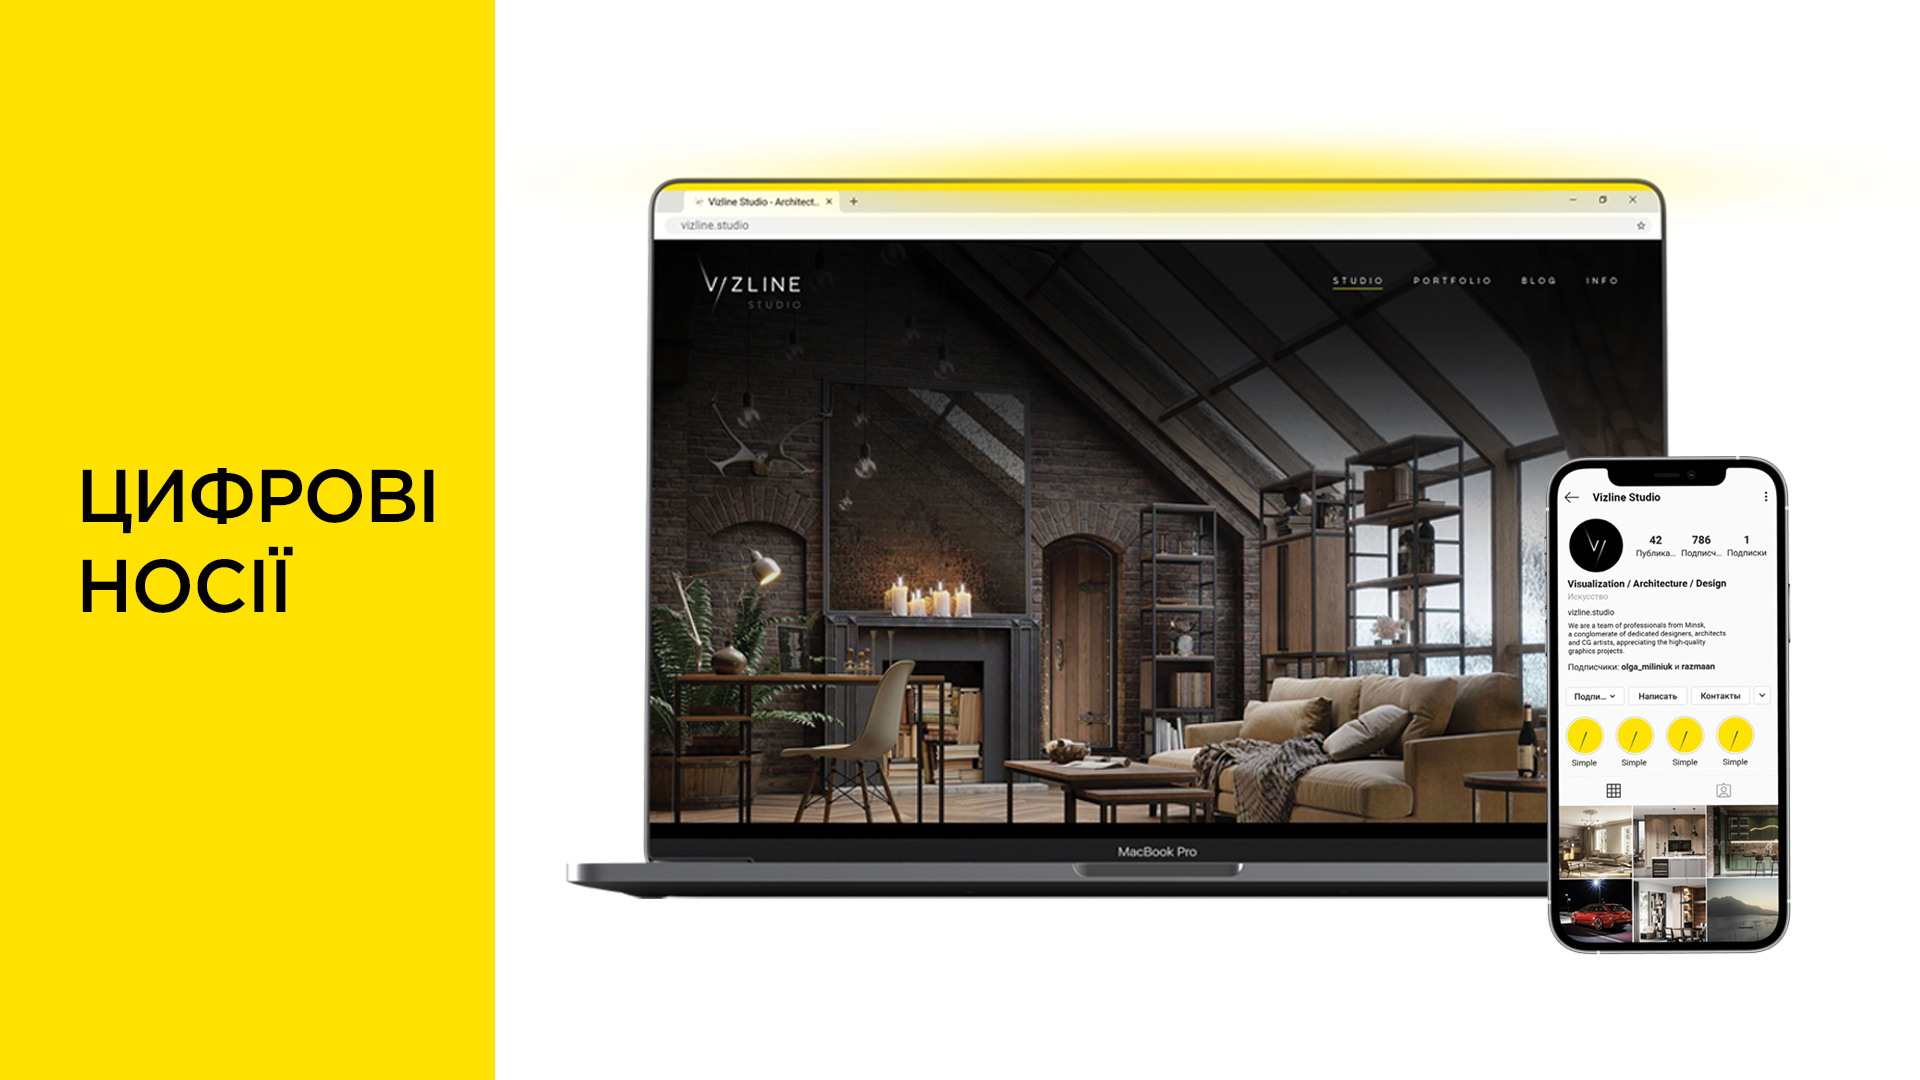 ЦИФРОВІ
НОСІЇ
Vizline Studio - Architect..
vizline.studio
VIZLINE
STUDIO
STUDIO PORTFOLIO BLOG INFO
MacBook Pro
Vizline Studio
42 786 1
Публика... Подписч... Подписки
Visualization / Architecture / Design
Искусство
vizline.studio
We are a team of professionals from Minsk,
a conglomerate of dedicated designers, architects
and CG artists, appreciating the high-quality
graphics projects.
Подписчики: olga_miliniuk и razmaan
Подпи... Написать Контакты
Simple Simple Simple Simple